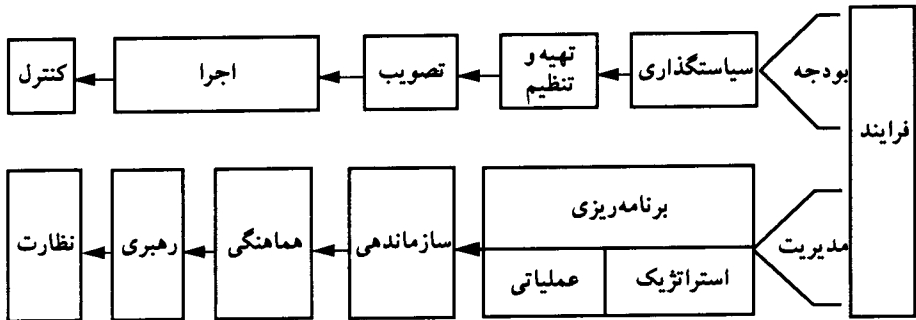 فرایند
بودجه
سیاستگذاری
تهیه و
تنظیم
تصویب
اجرا
کنترل
مدیریت
برنامه‌ریزی
استراتژیک
عملیاتی
سازماندهی
هماهنگی
رهبری
نظارت